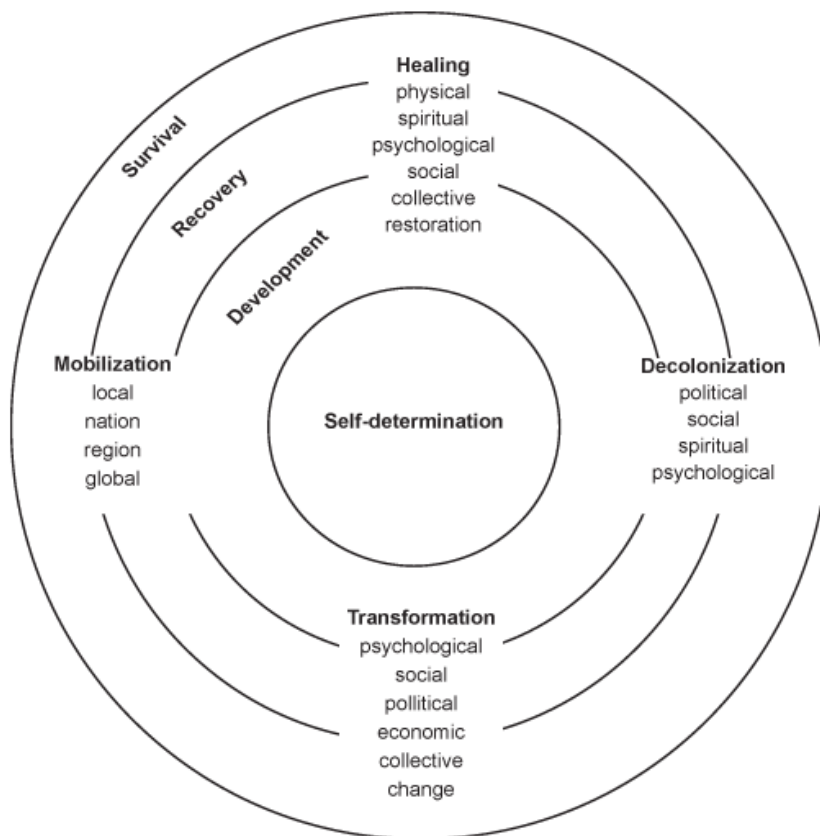 Healing
physical
spiritual
psychological
social
collective
restoration
Survival
Recovery
Development
Mobilization
local
nation
region
global
Self-determination
Decolonization
political
social
spiritual
psychological
Transformation
psychological
social
pollitical
economic
collective
change